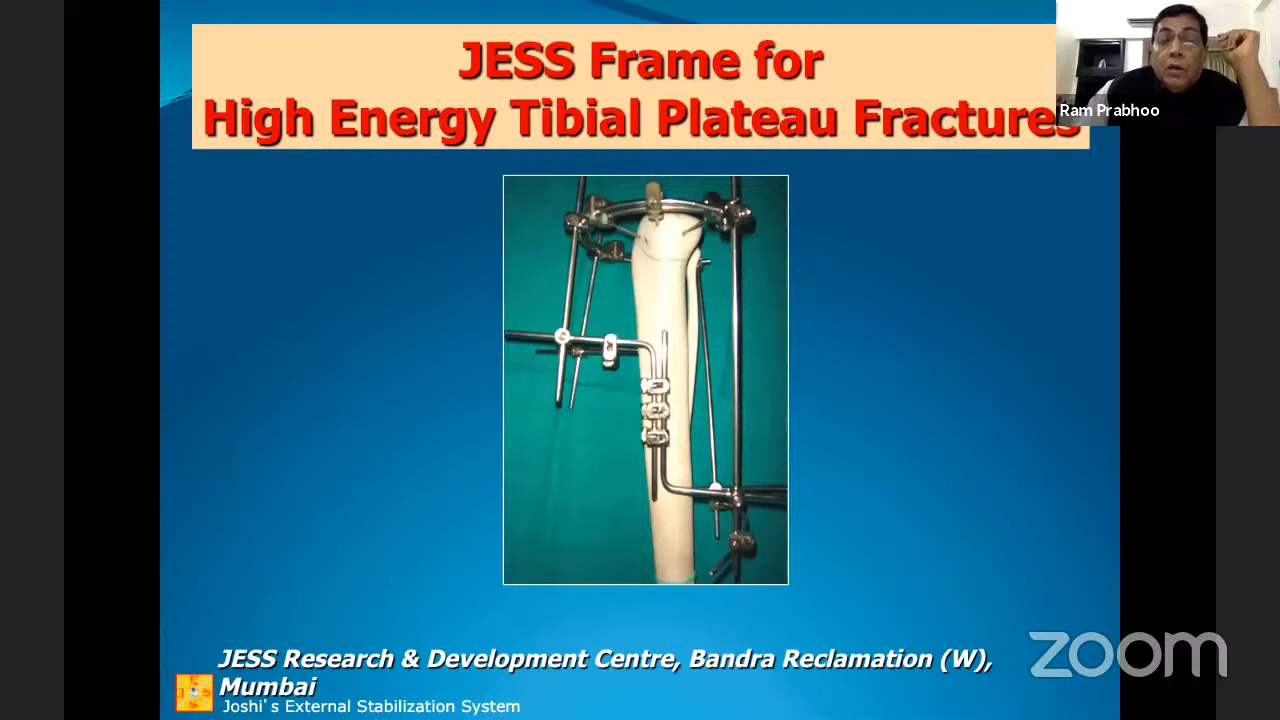 JESS Frame for
High Energy Tibial Plateau Fractures
Ram Prabhoo
JESS Research & Development Centre, Bandra Reclamation (W),
Mumbai
Joshi's External Stabilization System
zoom